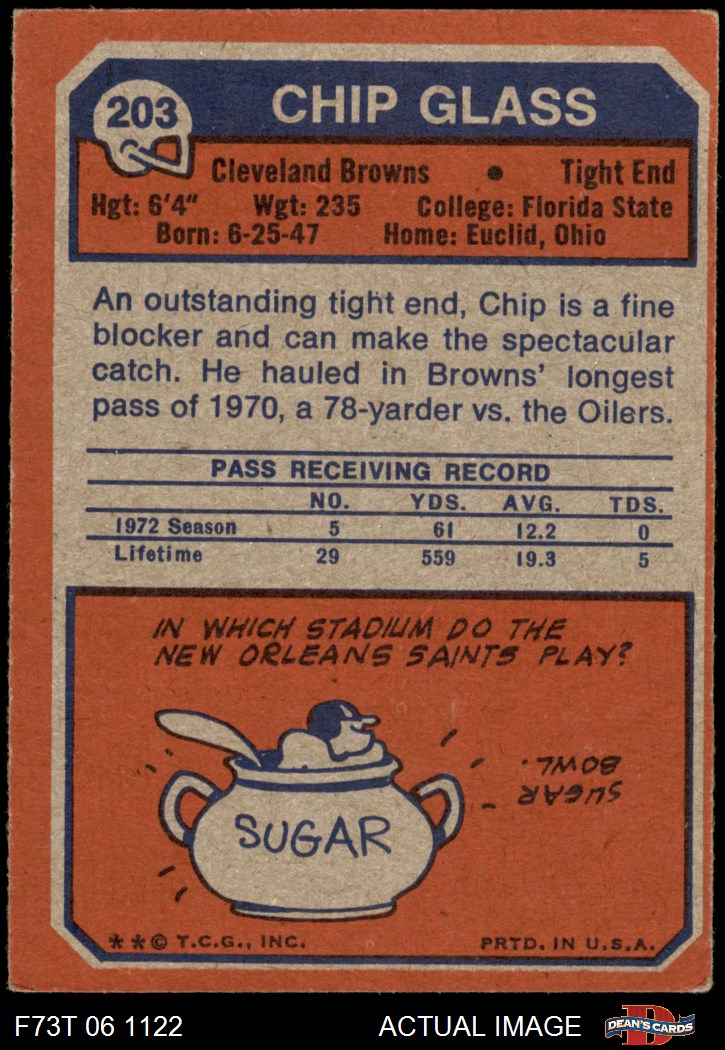 203
CHIP GLASS
Cleveland Browns • Tight End
Hgt: 6'4" Wgt: 235 College: Florida State
Born: 6-25-47 Home: Euclid, Ohio
An outstanding tight end, Chip is a fine
blocker and can make the spectacular
catch. He hauled in Browns' longest
pass of 1970, a 78-yarder vs. the Oilers.
PASS RECEIVING RECORD
NO. YDS. AVG. TDS.
1972 Season 5 61 12.2 0
Lifetime 29 559 19.3 5
IN WHICH STADIUM DO THE
NEW ORLEANS SAINTS PLAY?
SUGAR
BOWL.
SUGAR
**© T.C.G., INC. PRTD. IN U.S.A.
F73T 06 1122 ACTUAL IMAGE
D
DEAN'S CARDS